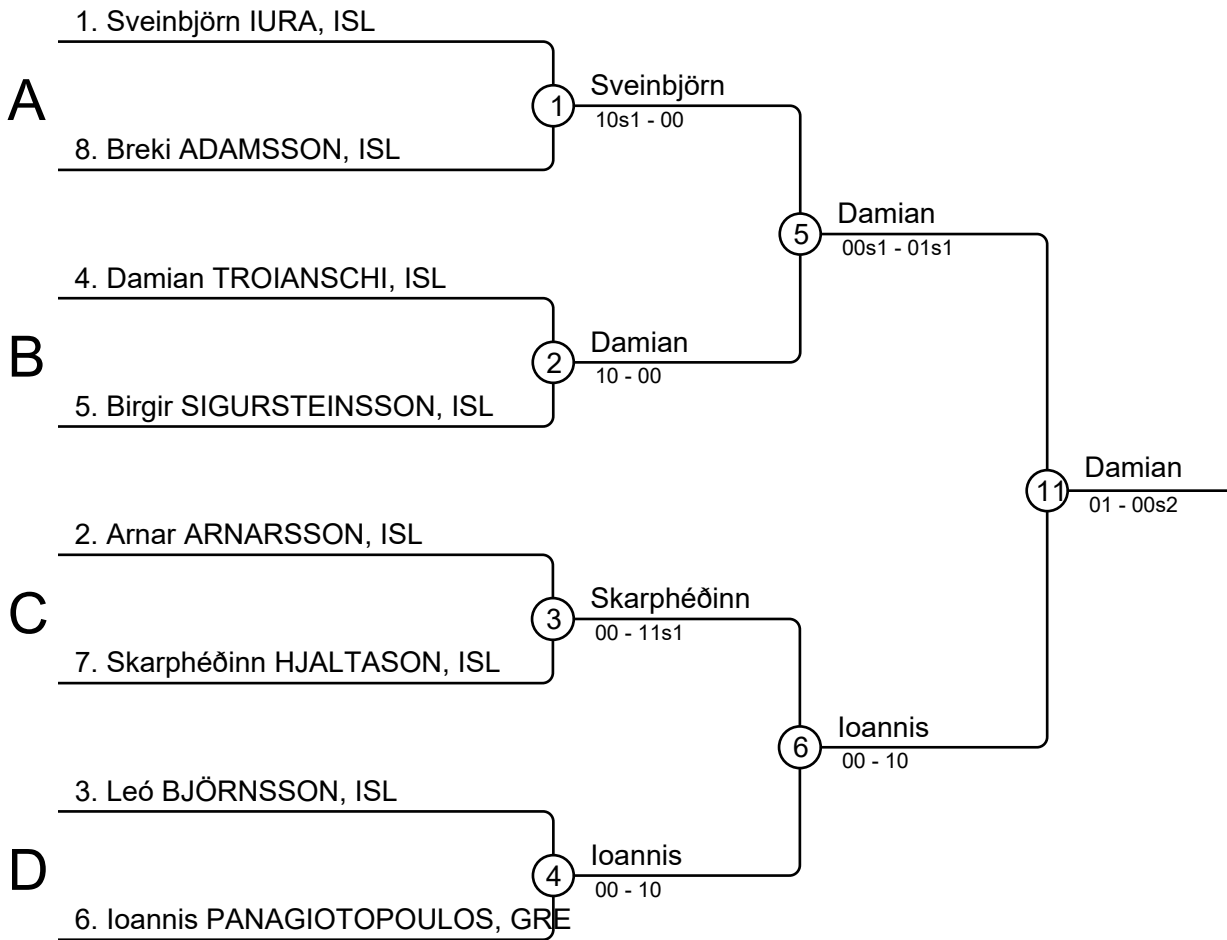 1. Sveinbjörn IURA, ISL
A
1
Sveinbjörn
10s1 - 00
8. Breki ADAMSSON, ISL
5
Damian
00s1 - 01s1
4. Damian TROIANSCHI, ISL
B
2
Damian
10 - 00
5. Birgir SIGURSTEINSSON, ISL
11
Damian
01 - 00s2
2. Arnar ARNARSSON, ISL
C
3
Skarphéðinn
00 - 11s1
7. Skarphéðinn HJALTASON, ISL
6
Ioannis
00 - 10
3. Leó BJÖRNSSON, ISL
D
4
Ioannis
00 - 10
6. Ioannis PANAGIOTOPOULOS, GRE